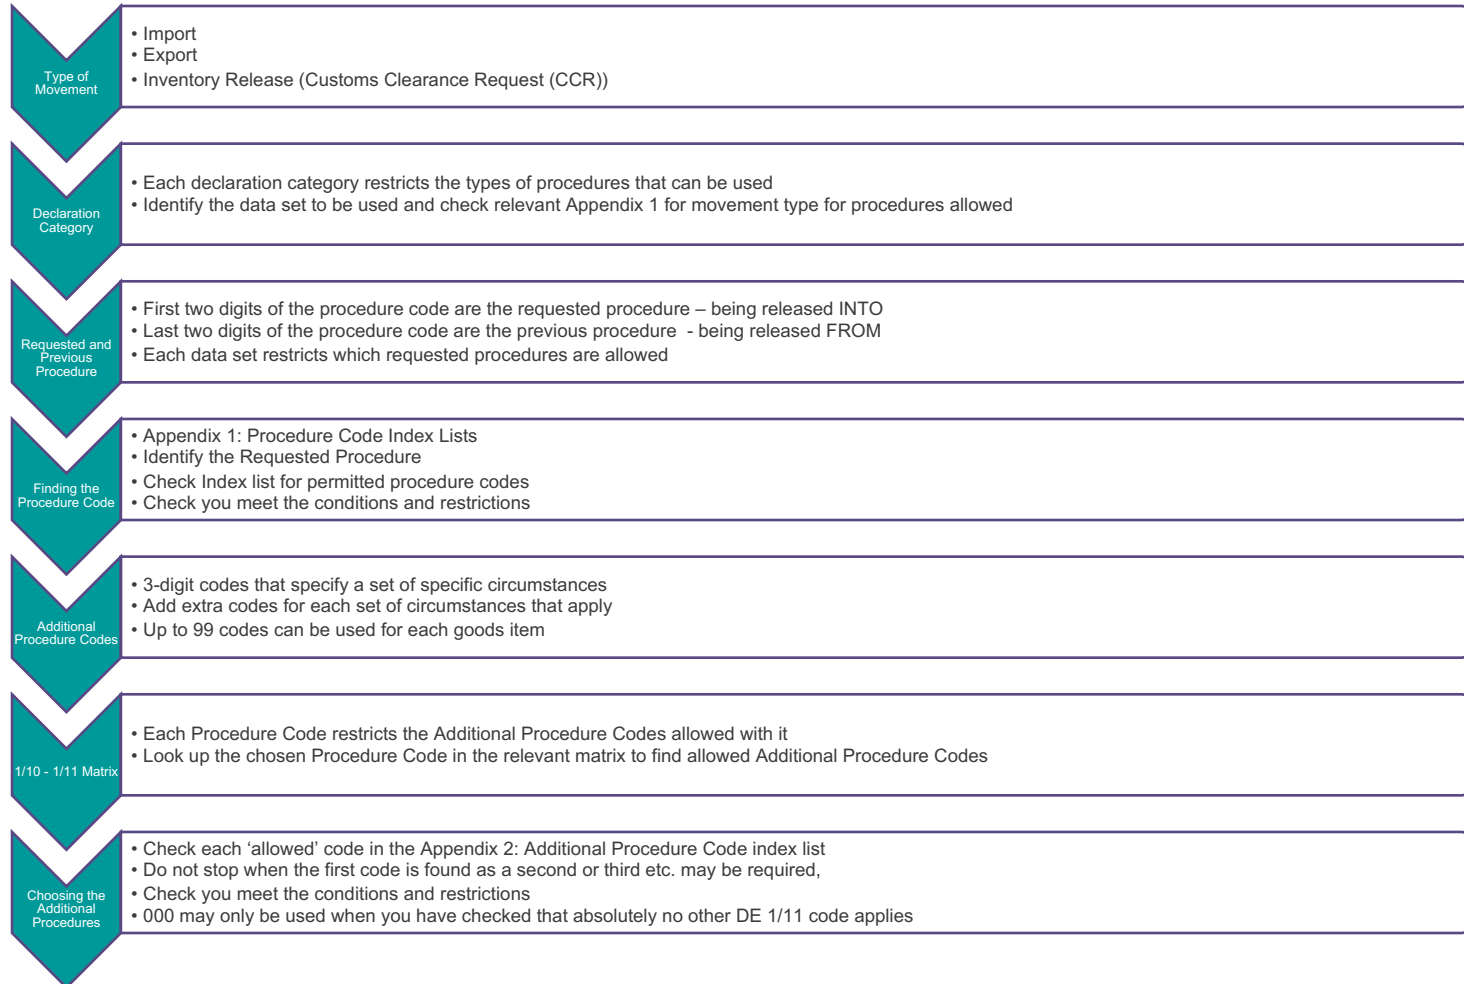 Type of
Movement
• Import
• Export
• Inventory Release (Customs Clearance Request (CCR))
Declaration
Category
• Each declaration category restricts the types of procedures that can be used
• Identify the data set to be used and check relevant Appendix 1 for movement type for procedures allowed
Requested and
Previous
Procedure
• First two digits of the procedure code are the requested procedure – being released INTO
• Last two digits of the procedure code are the previous procedure - being released FROM
• Each data set restricts which requested procedures are allowed
Finding the
Procedure Code
• Appendix 1: Procedure Code Index Lists
• Identify the Requested Procedure
• Check Index list for permitted procedure codes
• Check you meet the conditions and restrictions
Additional
Procedure Codes
• 3-digit codes that specify a set of specific circumstances
• Add extra codes for each set of circumstances that apply
• Up to 99 codes can be used for each goods item
1/10 - 1/11 Matrix
• Each Procedure Code restricts the Additional Procedure Codes allowed with it
• Look up the chosen Procedure Code in the relevant matrix to find allowed Additional Procedure Codes
Choosing the
Additional
Procedures
• Check each ‘allowed’ code in the Appendix 2: Additional Procedure Code index list
• Do not stop when the first code is found as a second or third etc. may be required,
• Check you meet the conditions and restrictions
• 000 may only be used when you have checked that absolutely no other DE 1/11 code applies